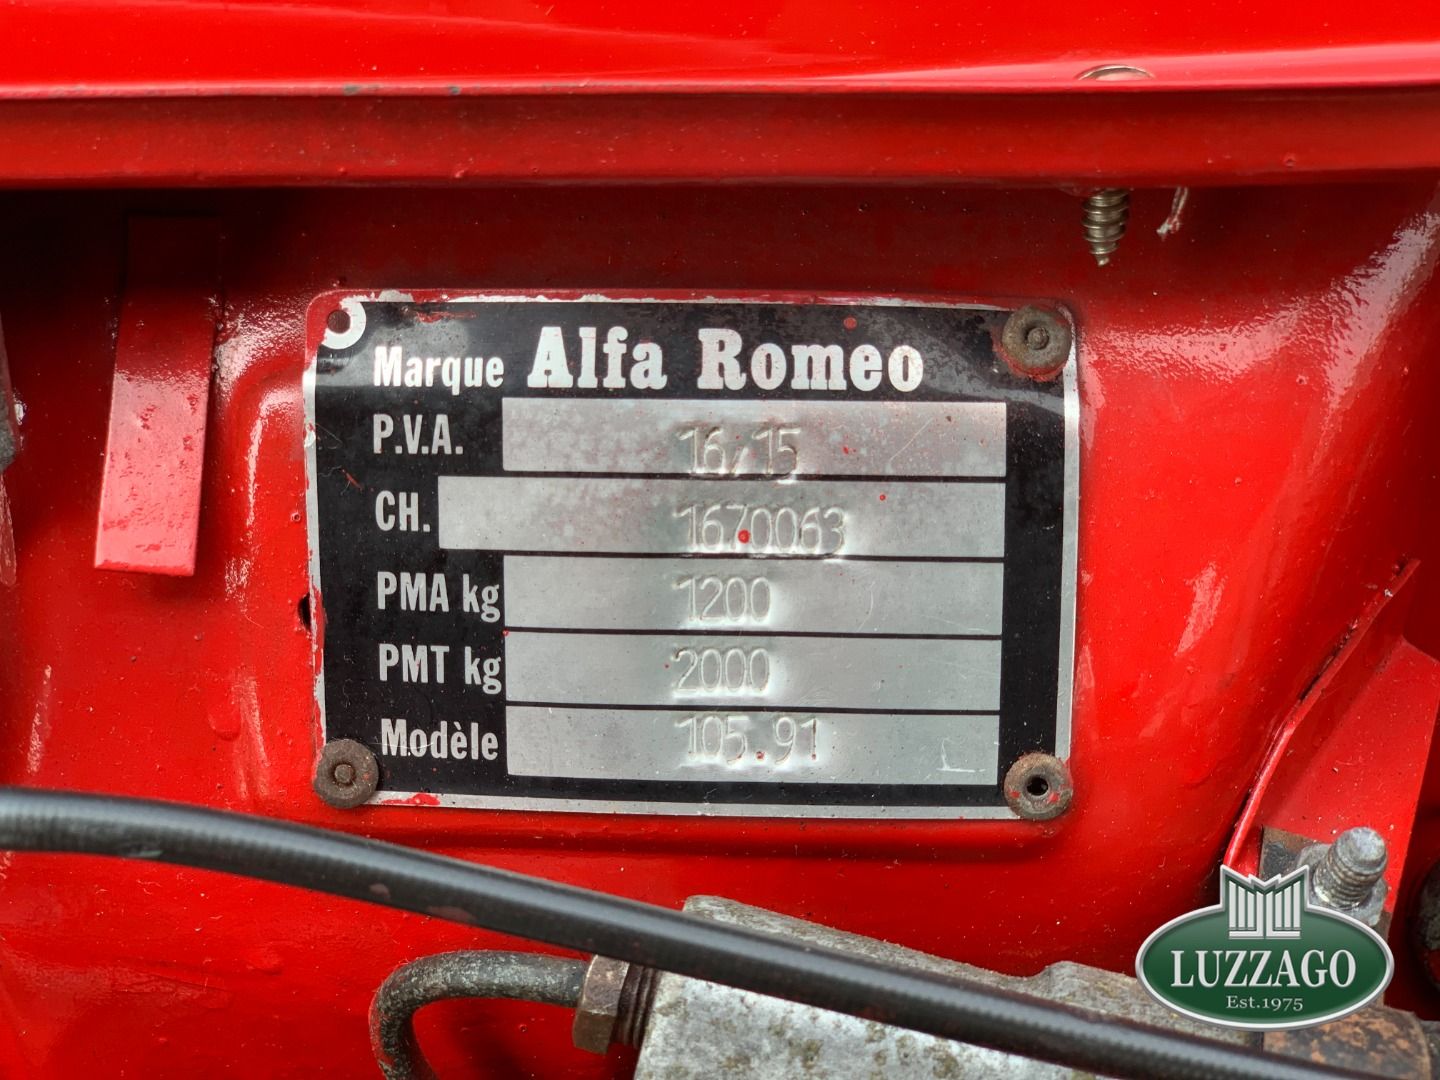 Marque Alfa Romeo
P.V.A. 16/15
CH. 1670063
PMA kg 1200
PMT kg 2000
Modèle 105.91
LUZZAGO
Est.1975